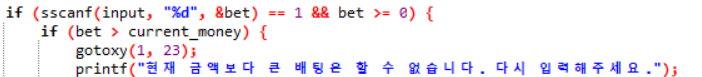 if (sscanf(input, "%d", &bet) == 1 && bet >= 0) {
    if (bet > current_money) {
        gotoxy(1, 23);
        printf("현재 금액보다 큰 배팅은 할 수 없습니다. 다시 입력해주세요.");